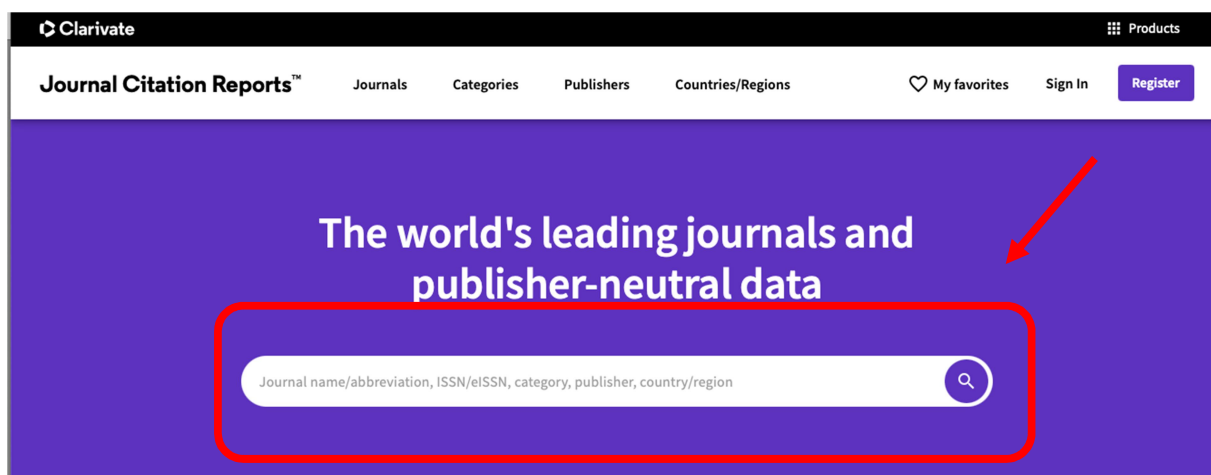 Clarivate
Products
Journal Citation Reports™
Journals
Categories
Publishers
Countries/Regions
My favorites
Sign In
Register
The world's leading journals and
publisher-neutral data
Journal name/abbreviation, ISSN/eISSN, category, publisher, country/region